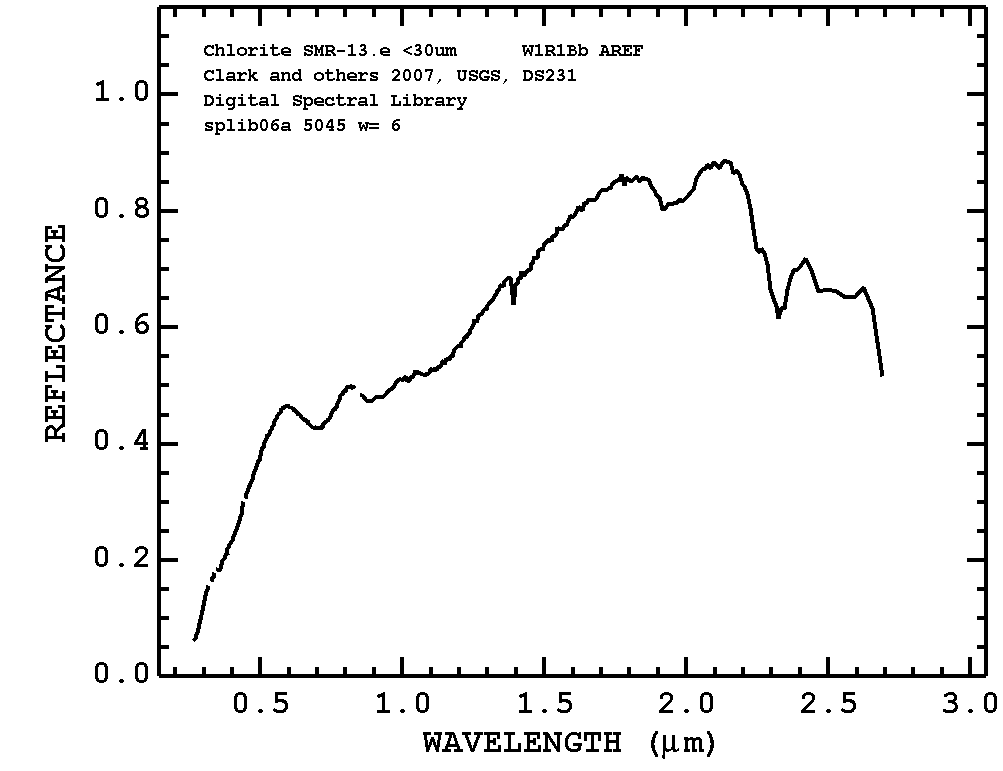 Chlorite SMR-13.e <30um W1R1Bb AREF
Clark and others 2007, USGS, DS231
Digital Spectral Library
splib06a 5045 w= 6
1.0
0.8
0.6
0.4
0.2
0.0
REFLECTANCE
0.5 1.0 1.5 2.0 2.5 3.0
WAVELENGTH (μm)